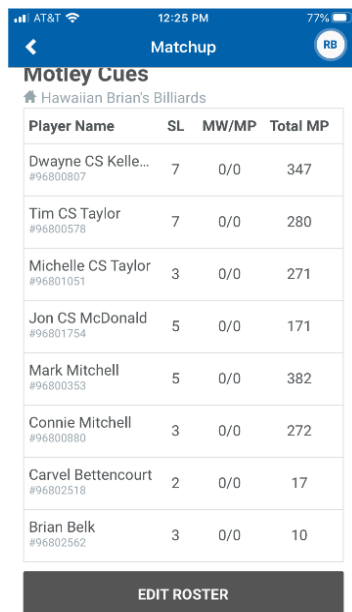 AT&T 12:25 PM 77%
Matchup RB
Motley Cues
Hawaiian Brian's Billiards
Player Name SL MW/MP Total MP
Dwayne CS Kelle... 7 0/0 347
#96800807
Tim CS Taylor 7 0/0 280
#96800578
Michelle CS Taylor 3 0/0 271
#96801051
Jon CS McDonald 5 0/0 171
#96801754
Mark Mitchell 5 0/0 382
#96800353
Connie Mitchell 3 0/0 272
#96800880
Carvel Bettencourt 2 0/0 17
#96802518
Brian Belk 3 0/0 10
#96802562
EDIT ROSTER